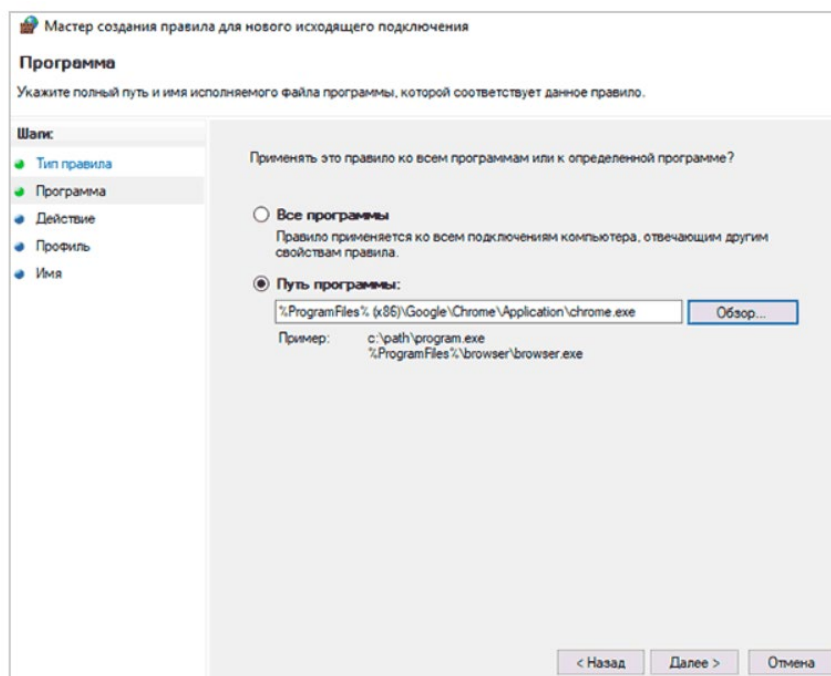 Мастер создания правила для нового исходящего подключения
Программа
Укажите полный путь и имя исполняемого файла программы, которой соответствует данное правило.
Шаги:
Тип правила
Программа
Действие
Профиль
Имя
Применять это правило ко всем программам или к определенной программе?
Все программы
Правило применяется ко всем подключениям компьютера, отвечающим другим
свойствам правила.
Путь программы:
%ProgramFiles% (x86)\Google\Chrome\Application\chrome.exe
Обзор...
Пример: c:\path\program.exe
%ProgramFiles%\browser\browser.exe
< Назад
Далее >
Отмена